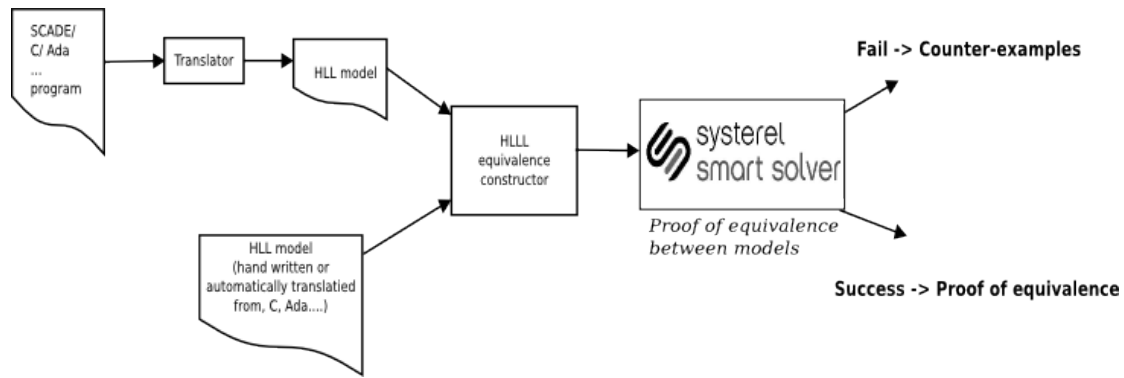 SCADE/
C/ Ada
...
program
Translator
HLL model
HLLL
equivalence
constructor
HLL model
(hand written or
automatically translatied
from, C, Ada....)
systerel
smart solver
Proof of equivalence
between models
Fail -> Counter-examples
Success -> Proof of equivalence